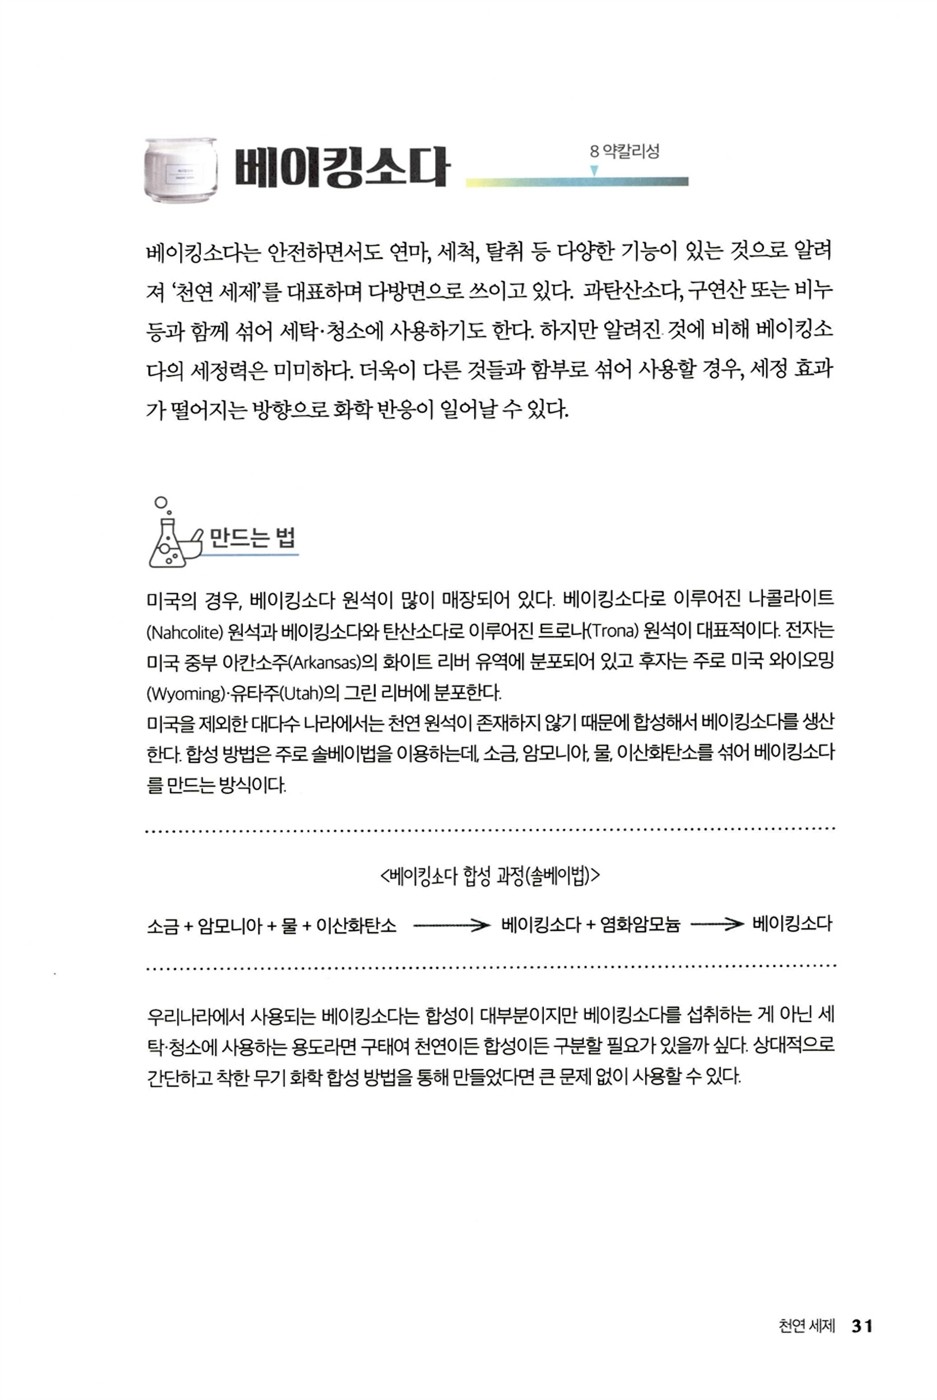 베이킹소다
8 약칼리성
베이킹소다는 안전하면서도 연마, 세척, 탈취 등 다양한 기능이 있는 것으로 알려
져 ‘천연 세제’를 대표하며 다방면으로 쓰이고 있다. 과탄산소다, 구연산 또는 비누
등과 함께 섞어 세탁·청소에 사용하기도 한다. 하지만 알려진 것에 비해 베이킹소
다의 세정력은 미미하다. 더욱이 다른 것들과 함부로 섞어 사용할 경우, 세정 효과
가 떨어지는 방향으로 화학 반응이 일어날 수 있다.
만드는 법
미국의 경우, 베이킹소다 원석이 많이 매장되어 있다. 베이킹소다로 이루어진 나콜라이트
(Nahcolite) 원석과 베이킹소다와 탄산소다로 이루어진 트로나(Trona) 원석이 대표적이다. 전자는
미국 중부 아칸소주(Arkansas)의 화이트 리버 유역에 분포되어 있고 후자는 주로 미국 와이오밍
(Wyoming)·유타주(Utah)의 그린 리버에 분포한다.
미국을 제외한 대다수 나라에서는 천연 원석이 존재하지 않기 때문에 합성해서 베이킹소다를 생산
한다. 합성 방법은 주로 솔베이법을 이용하는데, 소금, 암모니아, 물, 이산화탄소를 섞어 베이킹소다
를 만드는 방식이다.
<베이킹소다 합성 과정(솔베이법)>
소금 + 암모니아 + 물 + 이산화탄소 ⟶ 베이킹소다 + 염화암모늄 ⟶ 베이킹소다
우리나라에서 사용되는 베이킹소다는 합성이 대부분이지만 베이킹소다를 섭취하는 게 아닌 세
탁·청소에 사용하는 용도라면 구태여 천연이든 합성이든 구분할 필요가 있을까 싶다. 상대적으로
간단하고 착한 무기 화학 합성 방법을 통해 만들었다면 큰 문제 없이 사용할 수 있다.
천연 세제 31